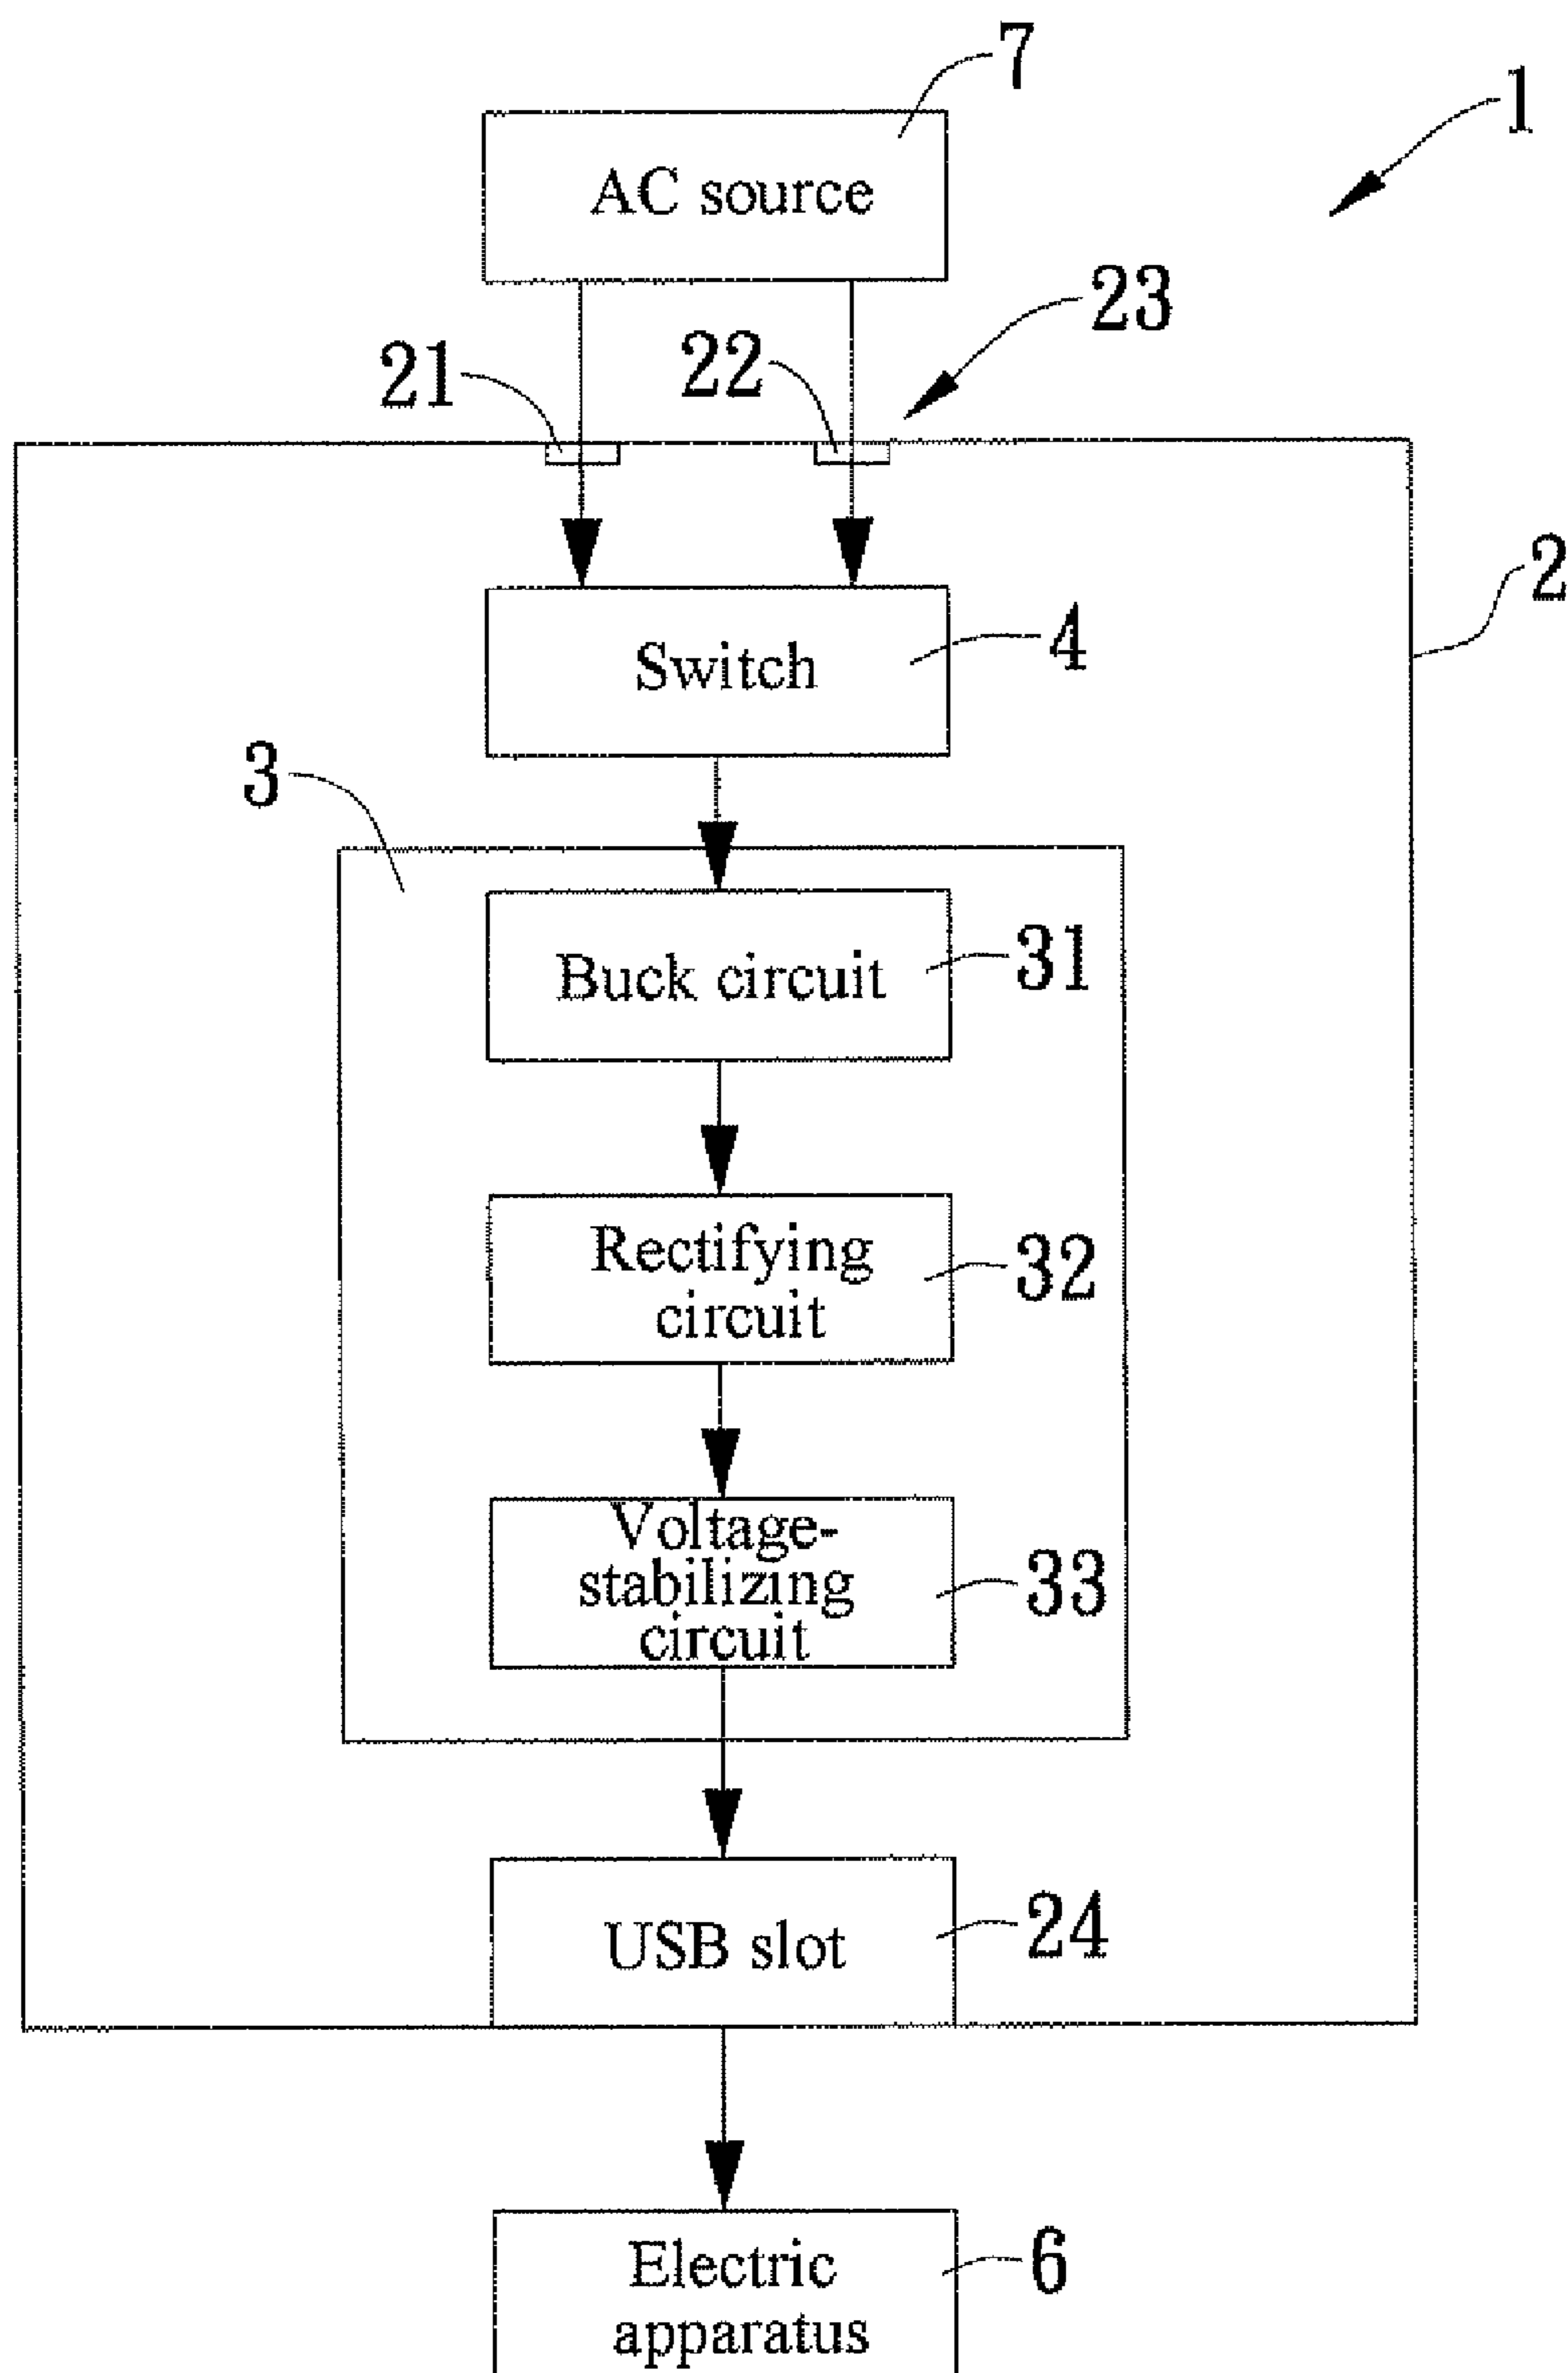 7
1
AC source
23
21
22
2
Switch
4
3
Buck circuit
31
Rectifying
circuit
32
Voltage-
stabilizing
circuit
33
USB slot
24
Electric
apparatus
6